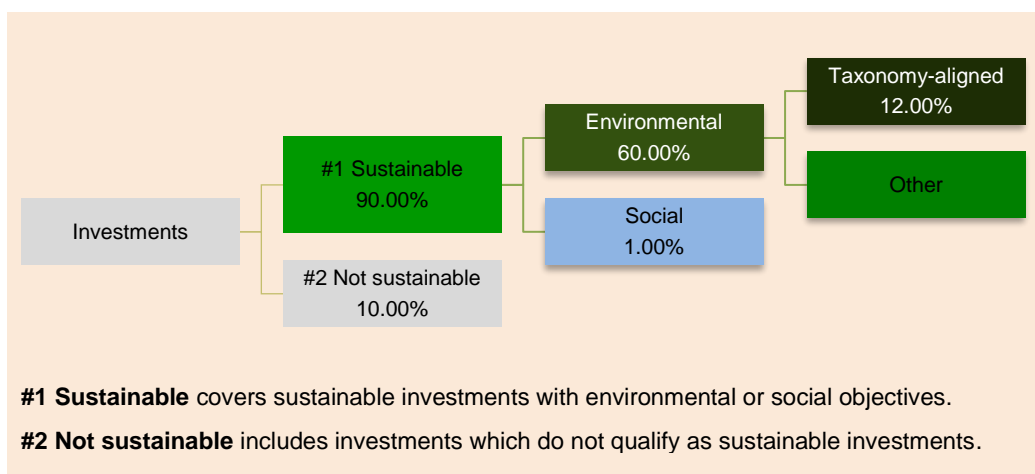 Taxonomy-aligned
12.00%
Environmental
60.00%
#1 Sustainable
90.00%
Other
Investments
Social
1.00%
#2 Not sustainable
10.00%
#1 Sustainable covers sustainable investments with environmental or social objectives.
#2 Not sustainable includes investments which do not qualify as sustainable investments.